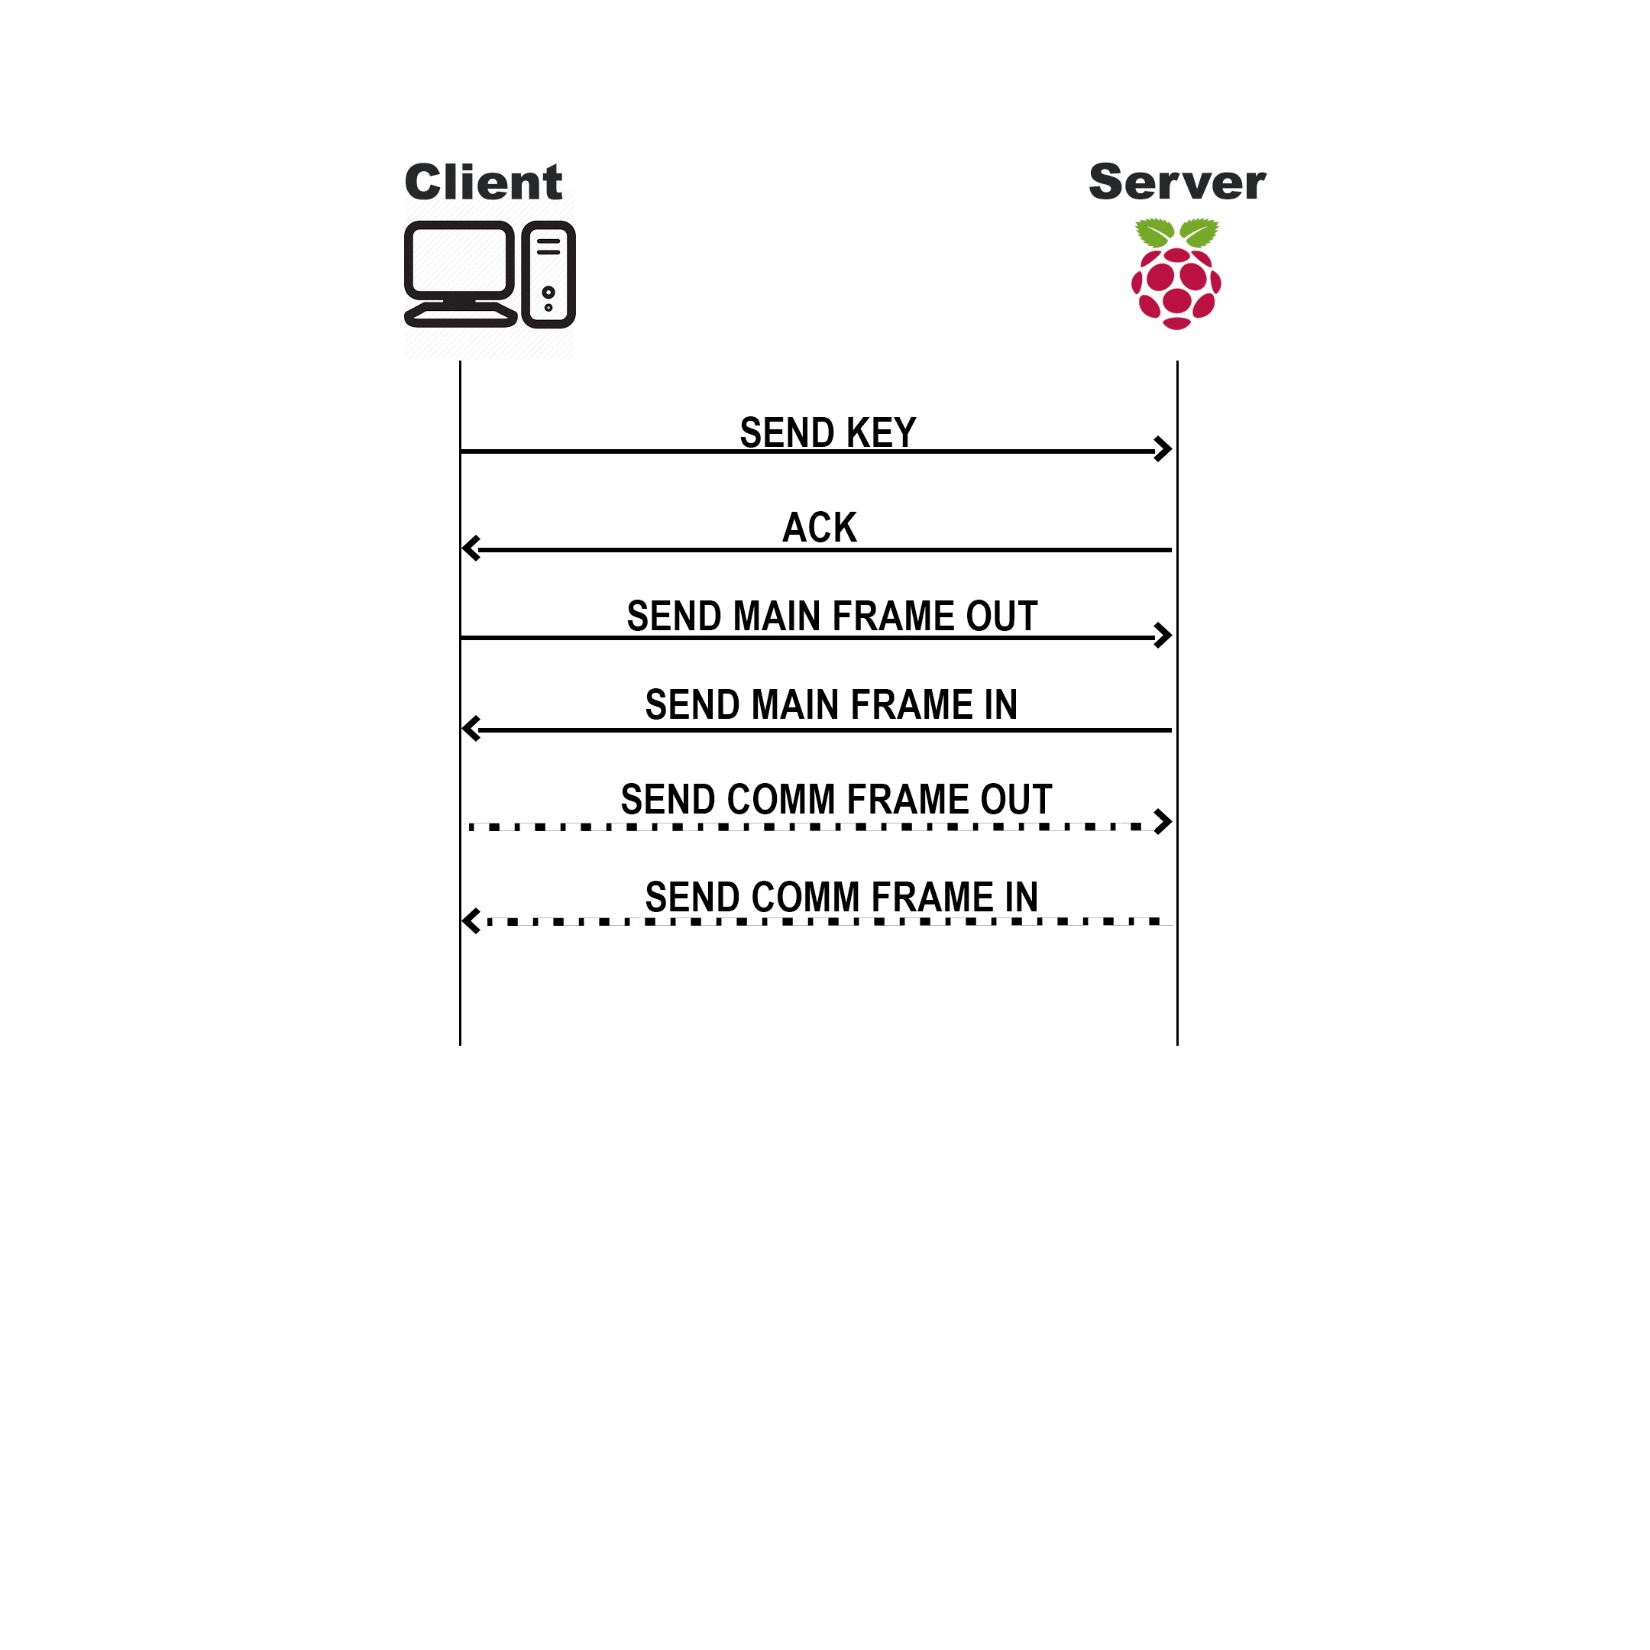 Client
Server
SEND KEY
ACK
SEND MAIN FRAME OUT
SEND MAIN FRAME IN
SEND COMM FRAME OUT
SEND COMM FRAME IN